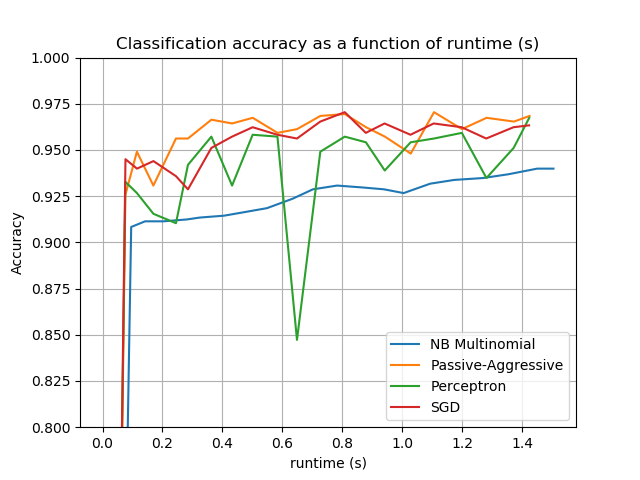 Classification accuracy as a function of runtime (s)
1.000
0.975
0.950
0.925
0.900
0.875
0.850
0.825
0.800
Accuracy
NB Multinomial
Passive-Aggressive
Perceptron
SGD
0.0 0.2 0.4 0.6 0.8 1.0 1.2 1.4
runtime (s)